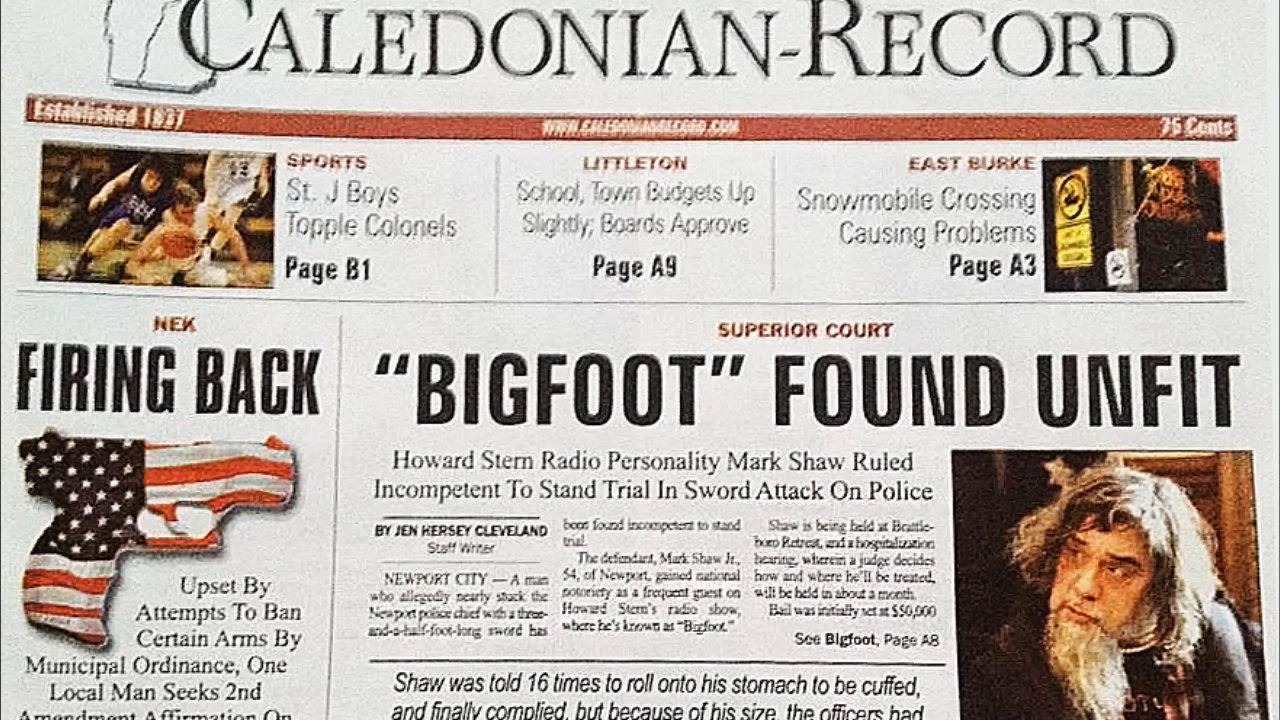 CALEDONIAN-RECORD
Established 1837
WWW.CALEDONIANRECORD.COM
75 Cents
SPORTS
St. J Boys
Topple Colonels
Page B1
LITTLETON
School, Town Budgets Up
Slightly; Boards Approve
Page A9
EAST BURKE
Snowmobile Crossing
Causing Problems
Page A3
NEK
FIRING BACK
Upset By
Attempts To Ban
Certain Arms By
Municipal Ordinance, One
Local Man Seeks 2nd
Amendment Affirmation On
SUPERIOR COURT
“BIGFOOT” FOUND UNFIT
Howard Stern Radio Personality Mark Shaw Ruled
Incompetent To Stand Trial In Sword Attack On Police
BY JEN HERSEY CLEVELAND
Staff Writer
NEWPORT CITY — A man
who allegedly nearly stuck the
Newport police chief with a three-
and-a-half-foot-long sword has
been found incompetent to stand
trial.
The defendant, Mark Shaw Jr.,
54, of Newport, gained national
notoriety as a frequent guest on
Howard Stern's radio show,
where he's known as “Bigfoot.”
Shaw is being held at Brattle-
boro Retreat, and a hospitalization
hearing, wherein a judge decides
how and where he'll be treated,
will be held in about a month.
Bail was initially set at $50,000
See Bigfoot, Page A8
Shaw was told 16 times to roll onto his stomach to be cuffed,
and finally complied, but because of his size, the officers had